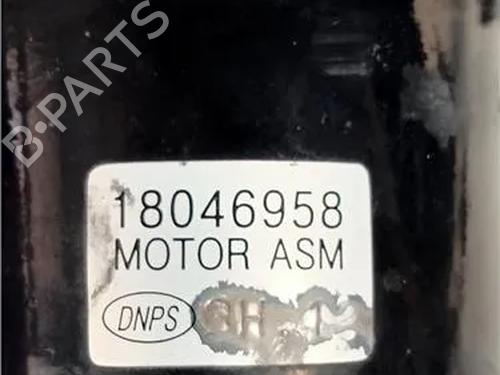 B-PARTS
18046958
MOTOR ASM
DNPS